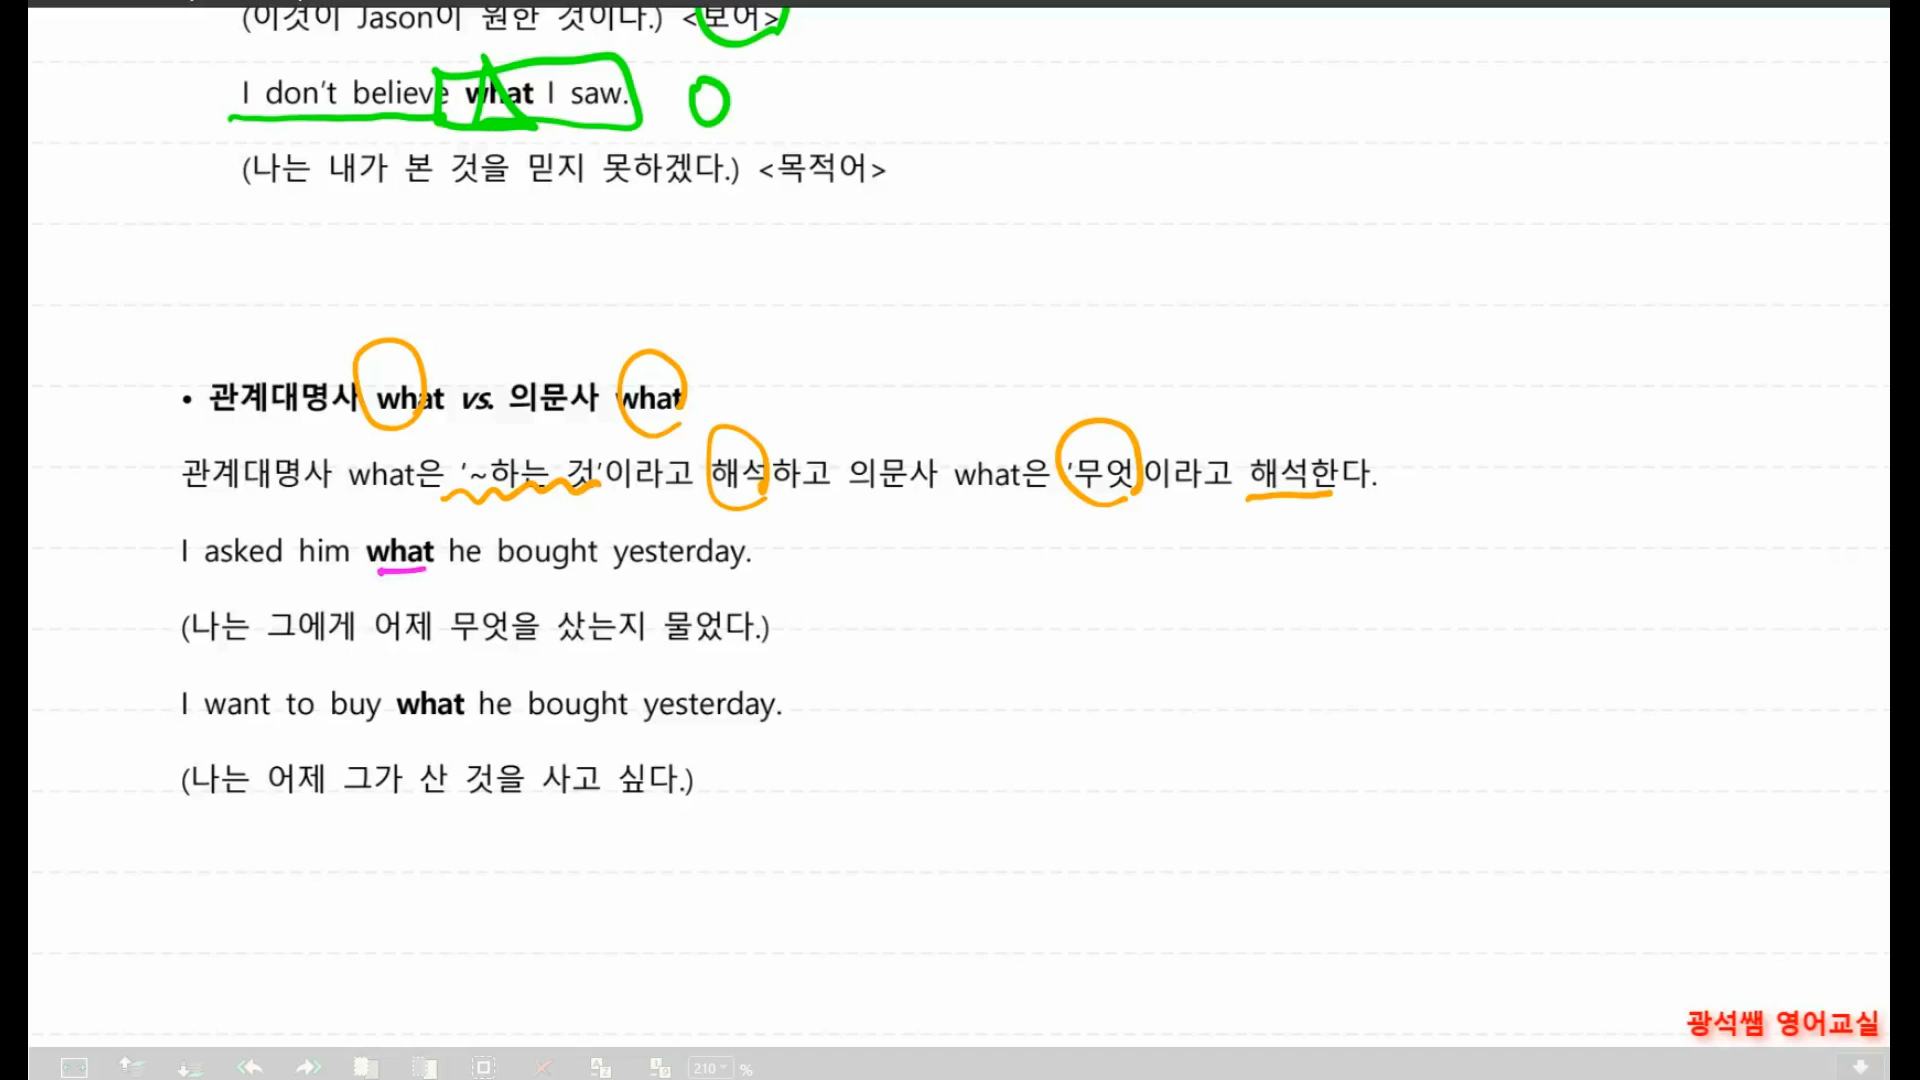 (이것이 Jason이 원한 것이다.) <보어>
I don't believe what I saw. O
(나는 내가 본 것을 믿지 못하겠다.) <목적어>
• 관계대명사 what vs. 의문사 what
관계대명사 what은 '~하는 것'이라고 해석하고 의문사 what은 '무엇'이라고 해석한다.
I asked him what he bought yesterday.
(나는 그에게 어제 무엇을 샀는지 물었다.)
I want to buy what he bought yesterday.
(나는 어제 그가 산 것을 사고 싶다.)
광석쌤 영어교실
210 %